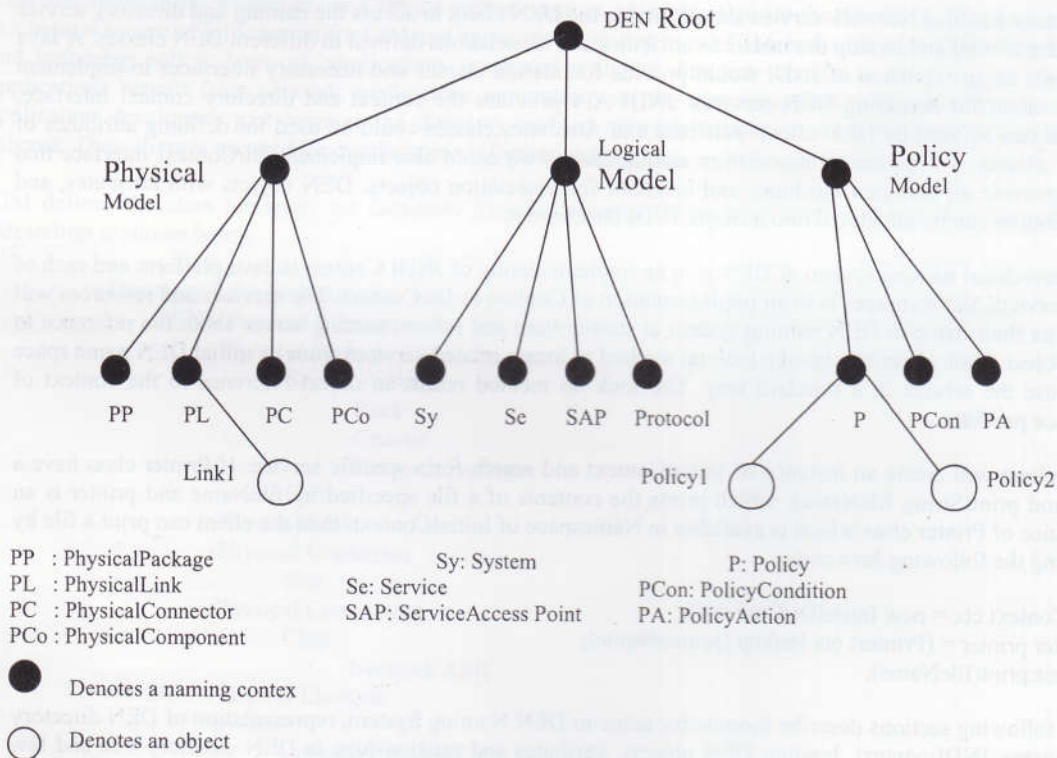 DEN Root
Physical
Model
Logical
Model
Policy
Model
PP PL PC PCo Sy Se SAP Protocol P PCon PA
Link1
Policy1
Policy2
PP : PhysicalPackage
PL : PhysicalLink
PC : PhysicalConnector
PCo : PhysicalComponent
Sy: System
Se: Service
SAP: ServiceAccess Point
P: Policy
PCon: PolicyCondition
PA: PolicyAction
Denotes a naming contex
Denotes an object